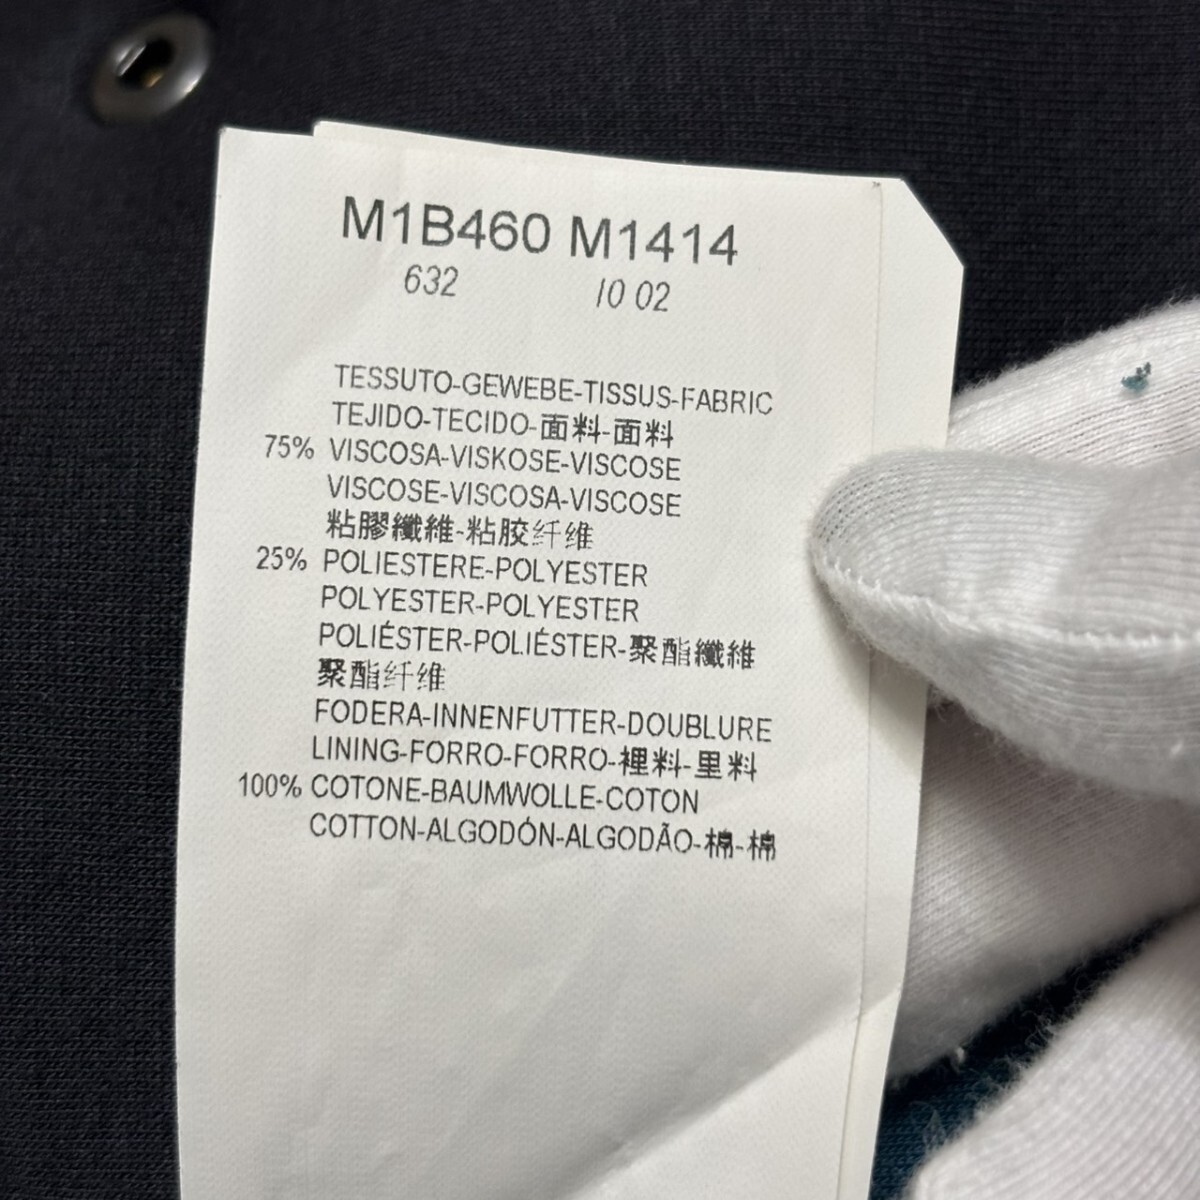 M1B460 M1414
632 10 02
TESSUTO-GEWEBE-TISSUS-FABRIC
TEJIDO-TECIDO-面料-面料
75% VISCOSA-VISKOSE-VISCOSE
VISCOSE-VISCOSA-VISCOSE
粘膠纖維-粘胶纤维
25% POLIESTERE-POLYESTER
POLYESTER-POLYESTER
POLIÉSTER-POLIÉSTER-聚酯纖維
聚酯纤维
FODERA-INNENFUTTER-DOUBLURE
LINING-FORRO-FORRO-裡料-里料
100% COTONE-BAUMWOLLE-COTON
COTTON-ALGODÓN-ALGODÃO-棉-棉